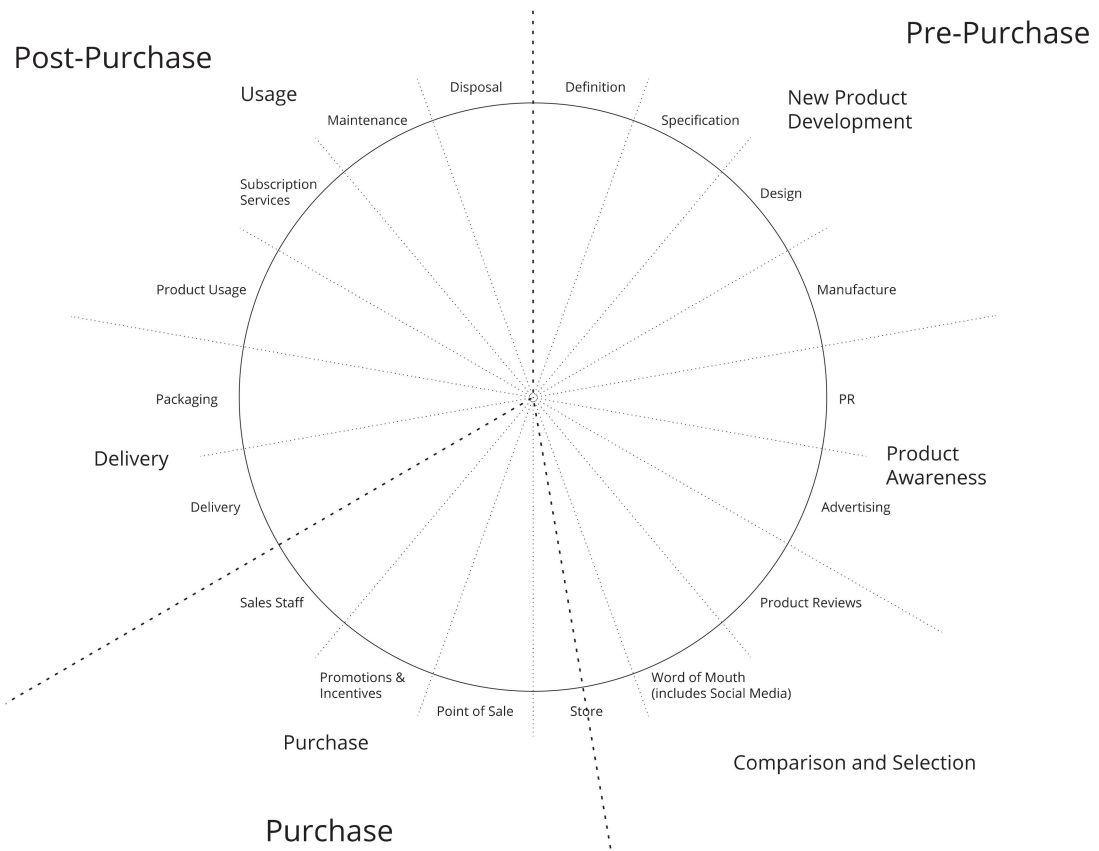 Pre-Purchase
Post-Purchase
Disposal
Definition
Usage
New Product
Development
Maintenance
Specification
Subscription
Services
Design
Product Usage
Manufacture
Packaging
PR
Delivery
Product
Awareness
Delivery
Advertising
Sales Staff
Product Reviews
Promotions &
Incentives
Word of Mouth
(includes Social Media)
Point of Sale
Store
Purchase
Comparison and Selection
Purchase